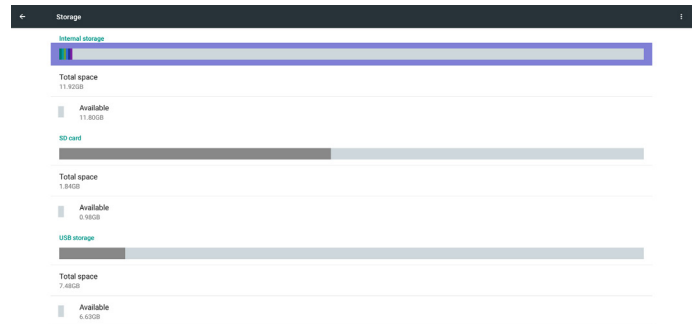 Storage
Internal storage
Total space
11.92GB
Available
11.80GB
SD card
Total space
1.84GB
Available
0.98GB
USB storage
Total space
7.48GB
Available
6.63GB